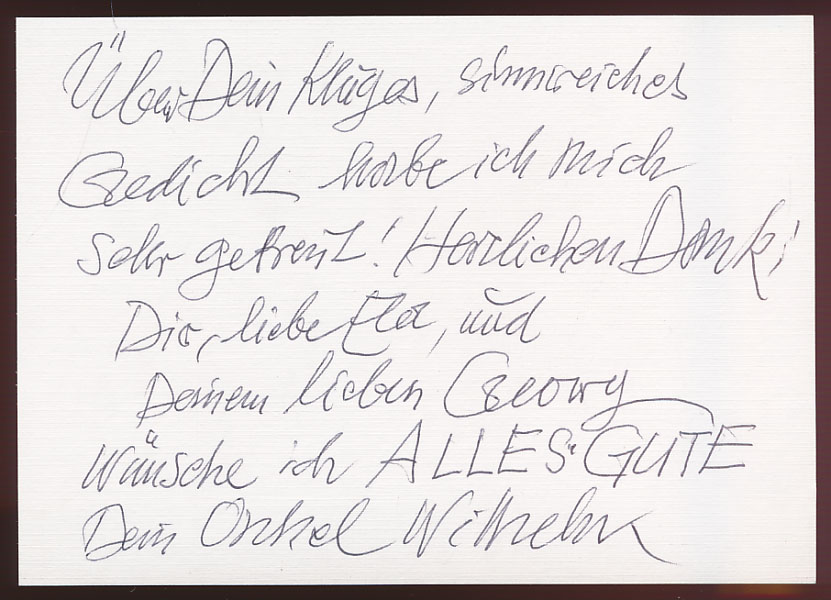 Über Dein kluges, sinnreiches
Gedicht habe ich mich
sehr gefreut! Herzlichen Dank!
Dir, liebe Ela, und
Deinem lieben Georg
wünsche ich ALLES GUTE
Dein Onkel Wilhelm